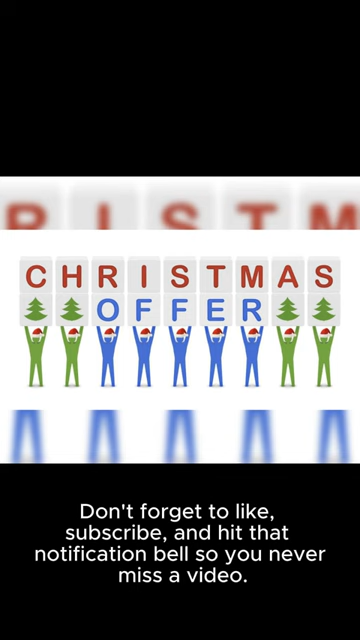 CHRISTMAS
OFFER
Don't forget to like,
subscribe, and hit that
notification bell so you never
miss a video.